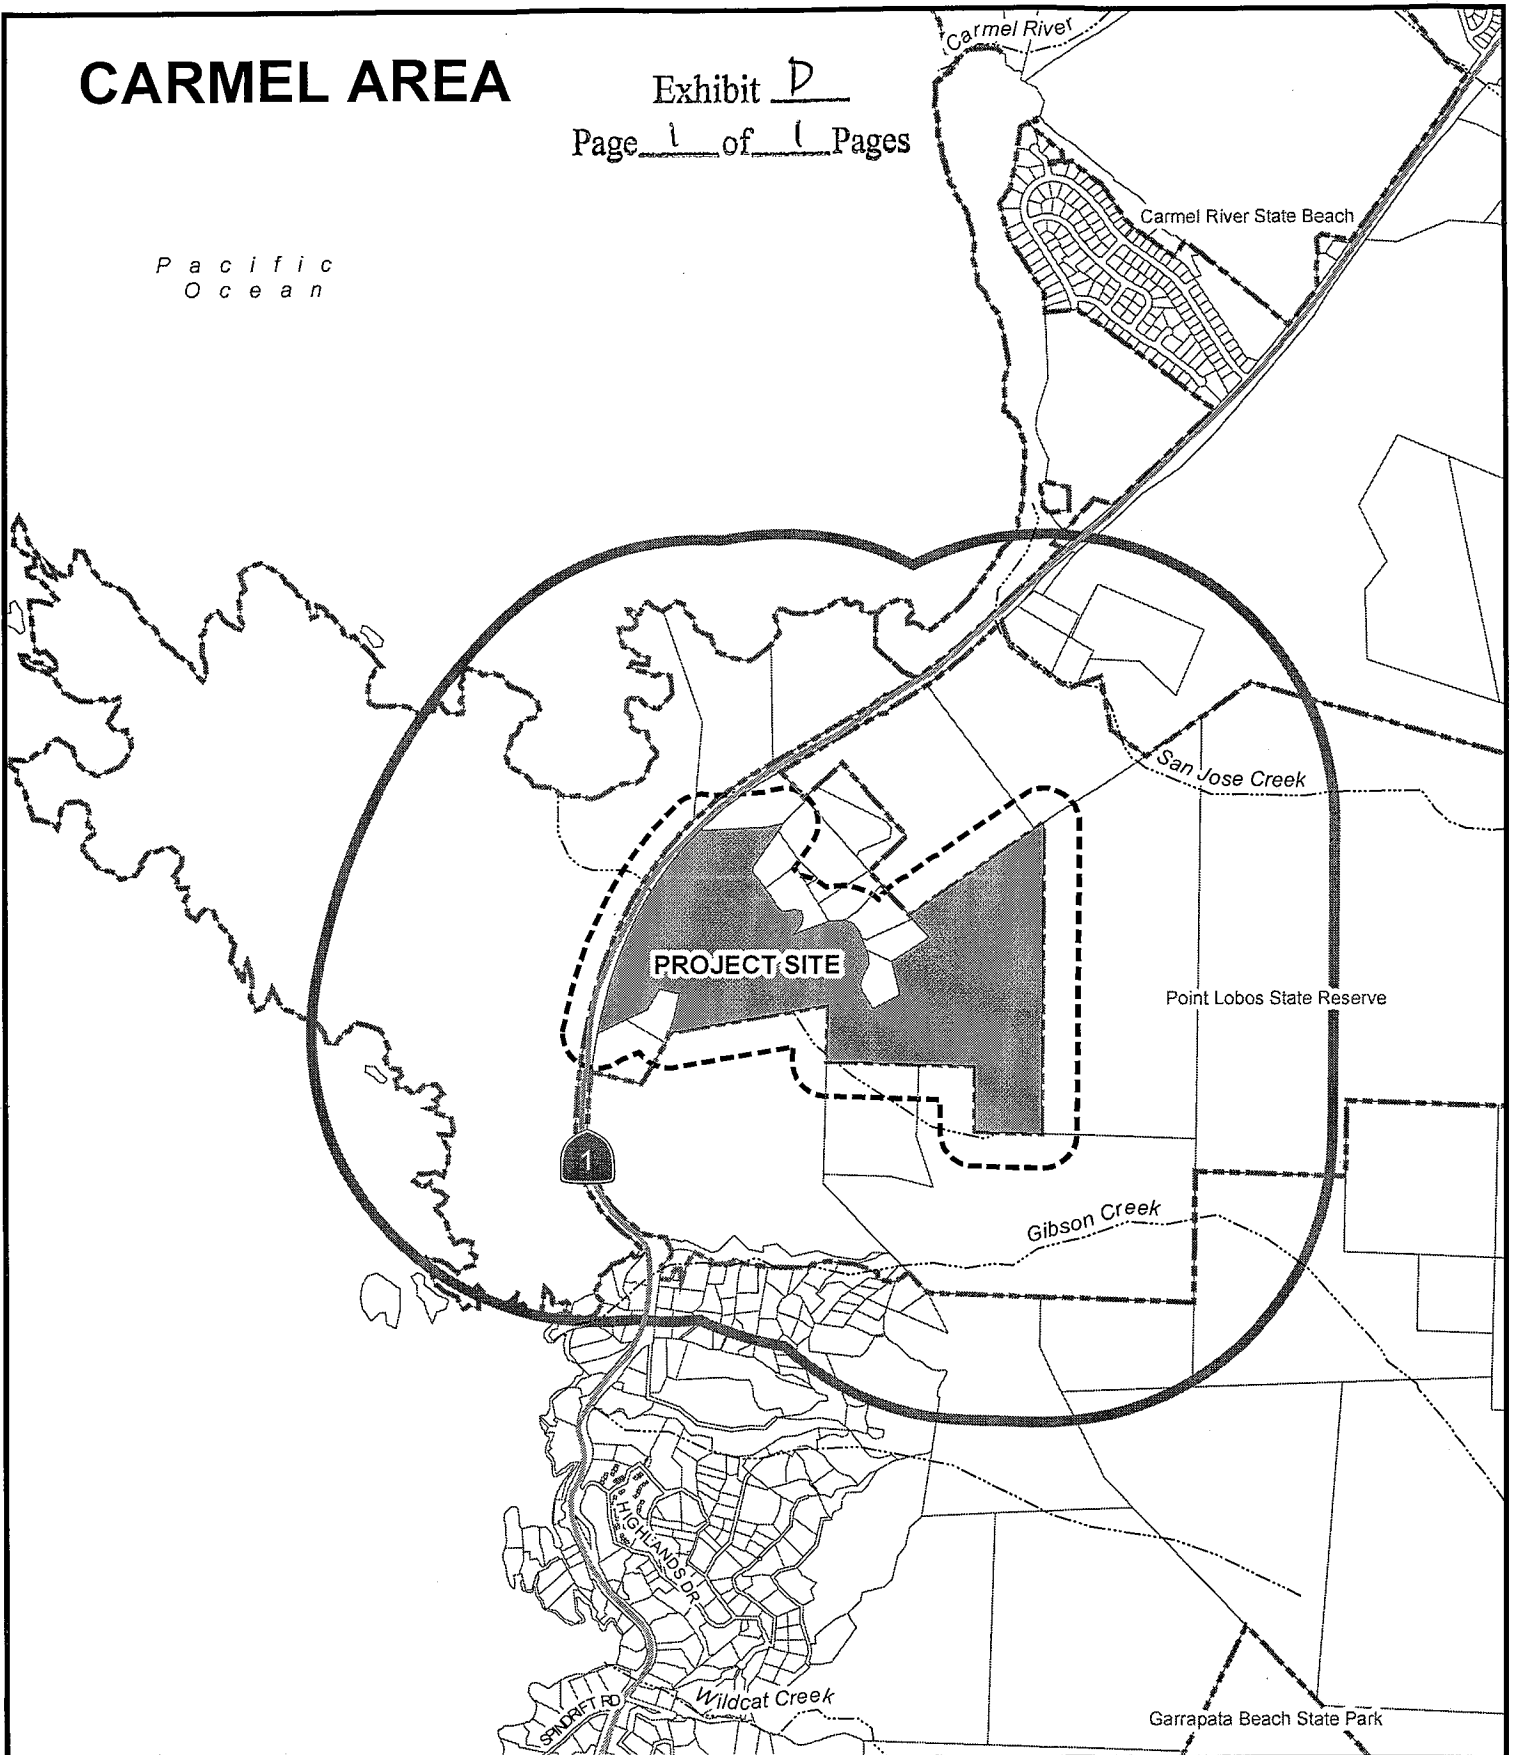 CARMEL AREA
Exhibit D
Page 1 of 1 Pages
Carmel River
Carmel River State Beach
Pacific
Ocean
San Jose Creek
PROJECT SITE
Point Lobos State Reserve
1
Gibson Creek
HIGHLANDS DR
Wildcat Creek
SPINDRIFT RD
Garrapata Beach State Park